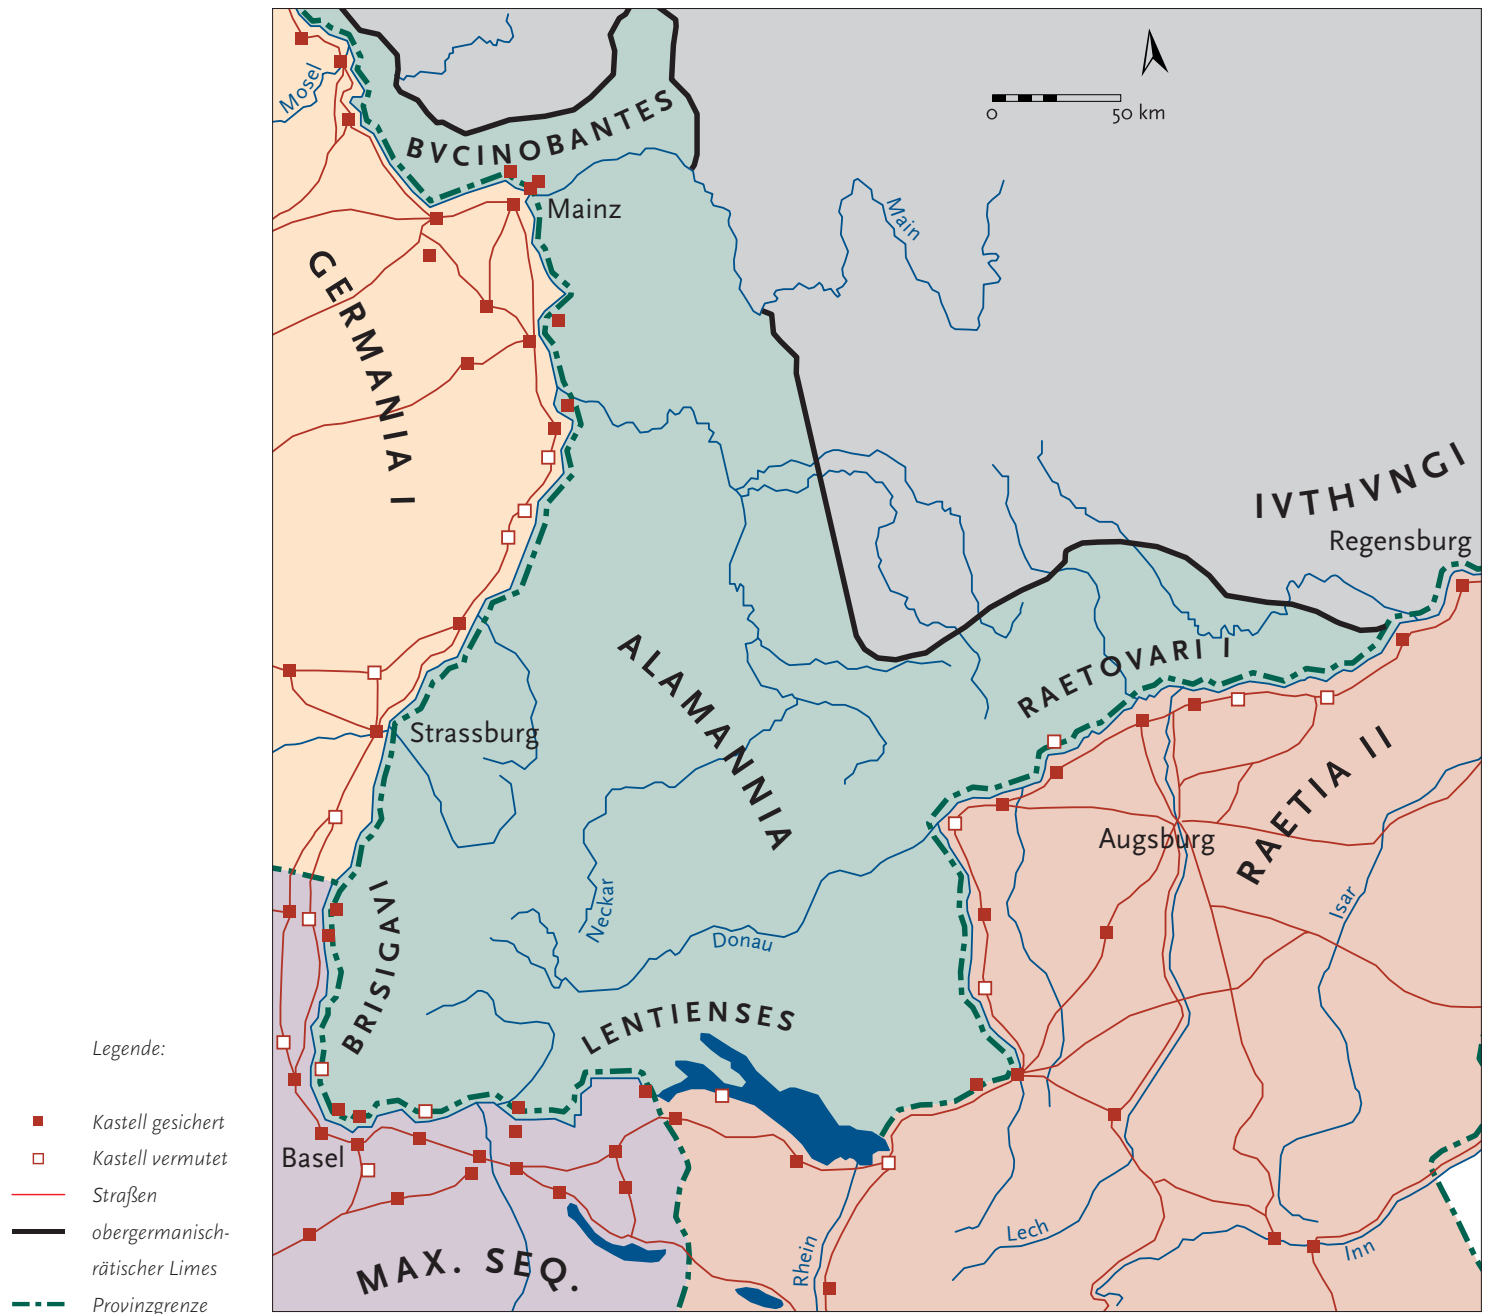 Mosel
BVCINOBANTES
0 50 km
Mainz
Main
GERMANIA I
IVTHVNGI
Regensburg
ALAMANNIA
RAETOVARI I
Strassburg
RAETIA II
Augsburg
BRISIGAVI
Neckar
Donau
Isar
LENTIENSES
Legende:
Kastell gesichert
Kastell vermutet
Straßen
obergermanisch-
rätischer Limes
Provinzgrenze
Basel
MAX. SEQ.
Rhein
Lech
Inn